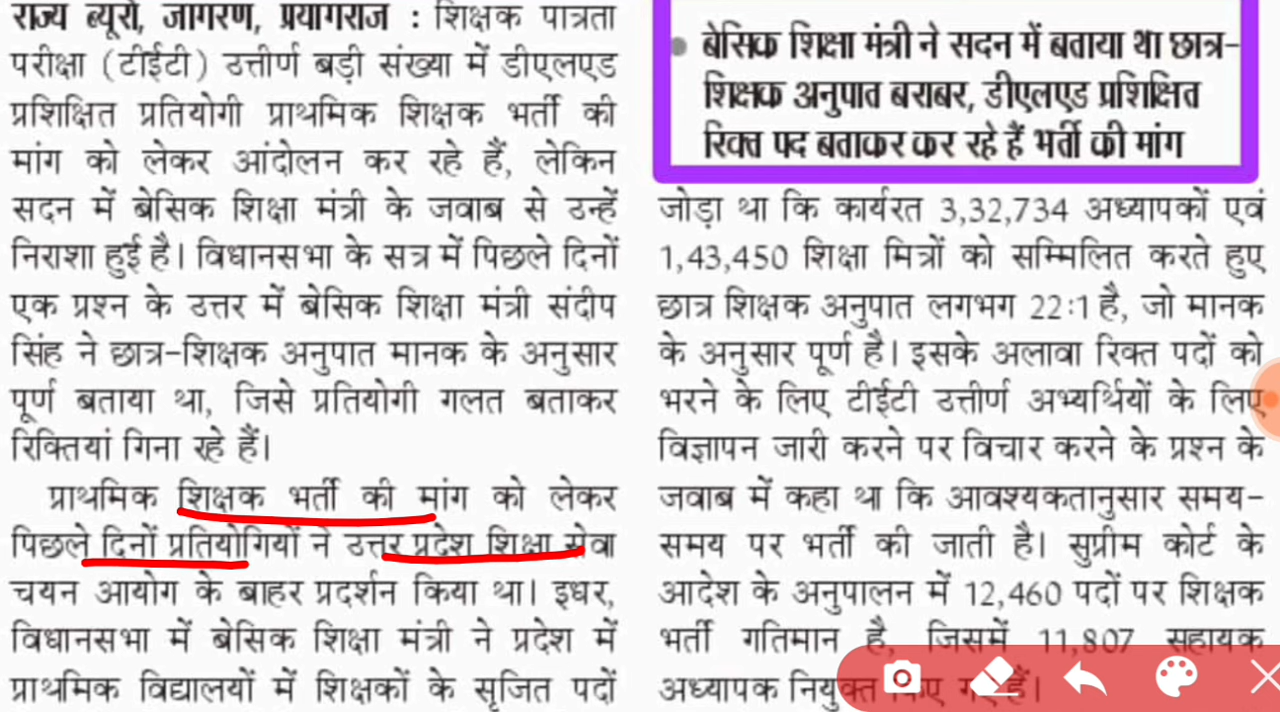 राज्य ब्यूरो, जागरण, प्रयागराज : शिक्षक पात्रता
परीक्षा (टीईटी) उत्तीर्ण बड़ी संख्या में डीएलएड
प्रशिक्षित प्रतियोगी प्राथमिक शिक्षक भर्ती की
मांग को लेकर आंदोलन कर रहे हैं, लेकिन
सदन में बेसिक शिक्षा मंत्री के जवाब से उन्हें
निराशा हुई है। विधानसभा के सत्र में पिछले दिनों
एक प्रश्न के उत्तर में बेसिक शिक्षा मंत्री संदीप
सिंह ने छात्र-शिक्षक अनुपात मानक के अनुसार
पूर्ण बताया था, जिसे प्रतियोगी गलत बताकर
रिक्तियां गिना रहे हैं।
प्राथमिक शिक्षक भर्ती की मांग को लेकर
पिछले दिनों प्रतियोगियों ने उत्तर प्रदेश शिक्षा सेवा
चयन आयोग के बाहर प्रदर्शन किया था। इधर,
विधानसभा में बेसिक शिक्षा मंत्री ने प्रदेश में
प्राथमिक विद्यालयों में शिक्षकों के सृजित पदों
बेसिक शिक्षा मंत्री ने सदन में बताया था छात्र-
शिक्षक अनुपात बराबर, डीएलएड प्रशिक्षित
रिक्त पद बताकर कर रहे हैं भर्ती की मांग
जोड़ा था कि कार्यरत 3,32,734 अध्यापकों एवं
1,43,450 शिक्षा मित्रों को सम्मिलित करते हुए
छात्र शिक्षक अनुपात लगभग 22:1 है, जो मानक
के अनुसार पूर्ण है। इसके अलावा रिक्त पदों को
भरने के लिए टीईटी उत्तीर्ण अभ्यर्थियों के लिए
विज्ञापन जारी करने पर विचार करने के प्रश्न के
जवाब में कहा था कि आवश्यकतानुसार समय-
समय पर भर्ती की जाती है। सुप्रीम कोर्ट के
आदेश के अनुपालन में 12,460 पदों पर शिक्षक
भर्ती गतिमान है, जिसमें 11,807 सहायक
अध्यापक नियुक्त किए गए हैं।